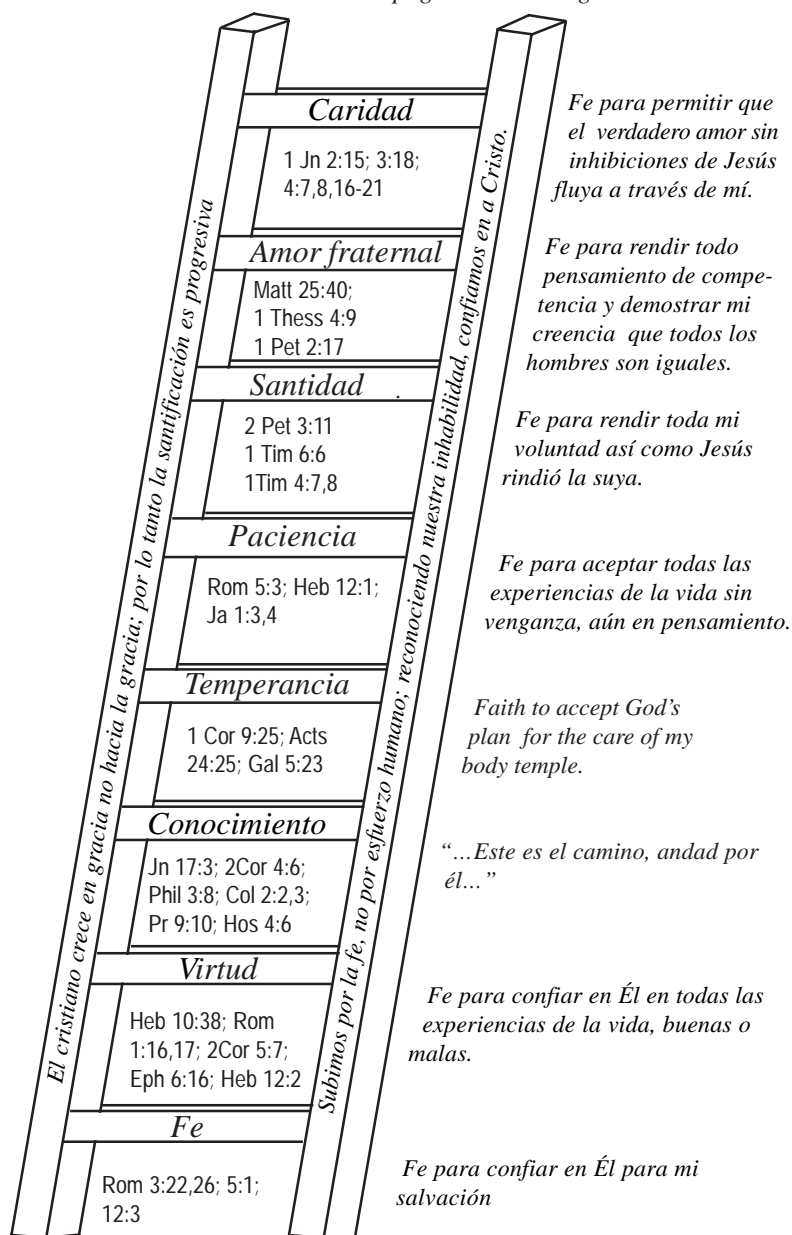 Caridad
1 Jn 2:15; 3:18;
4:7,8,16-21
Fe para permitir que
el verdadero amor sin
inhibiciones de Jesús
fluya a través de mí.
Amor fraternal
Matt 25:40;
1 Thess 4:9
1 Pet 2:17
Fe para rendir todo
pensamiento de compe-
tencia y demostrar mi
creencia que todos los
hombres son iguales.
Santidad .
2 Pet 3:11
1 Tim 6:6
1Tim 4:7,8
Fe para rendir toda mi
voluntad así como Jesús
rindió la suya.
Paciencia
Rom 5:3; Heb 12:1;
Ja 1:3,4
Fe para aceptar todas las
experiencias de la vida sin
venganza, aún en pensamiento.
Temperancia
1 Cor 9:25; Acts
24:25; Gal 5:23
Faith to accept God's
plan for the care of my
body temple.
Conocimiento
Jn 17:3; 2Cor 4:6;
Phil 3:8; Col 2:2,3;
Pr 9:10; Hos 4:6
“…Este es el camino, andad por
él…”
Virtud
Heb 10:38; Rom
1:16,17; 2Cor 5:7;
Eph 6:16; Heb 12:2
Fe para confiar en Él en todas las
experiencias de la vida, buenas o
malas.
Fe
Rom 3:22,26; 5:1;
12:3
Fe para confiar en Él para mi
salvación
El cristiano crece en gracia no hacia la gracia; por lo tanto la santificación es progresiva
Subimos por la fe, no por esfuerzo humano; reconociendo nuestra inhabilidad, confiamos en a Cristo.